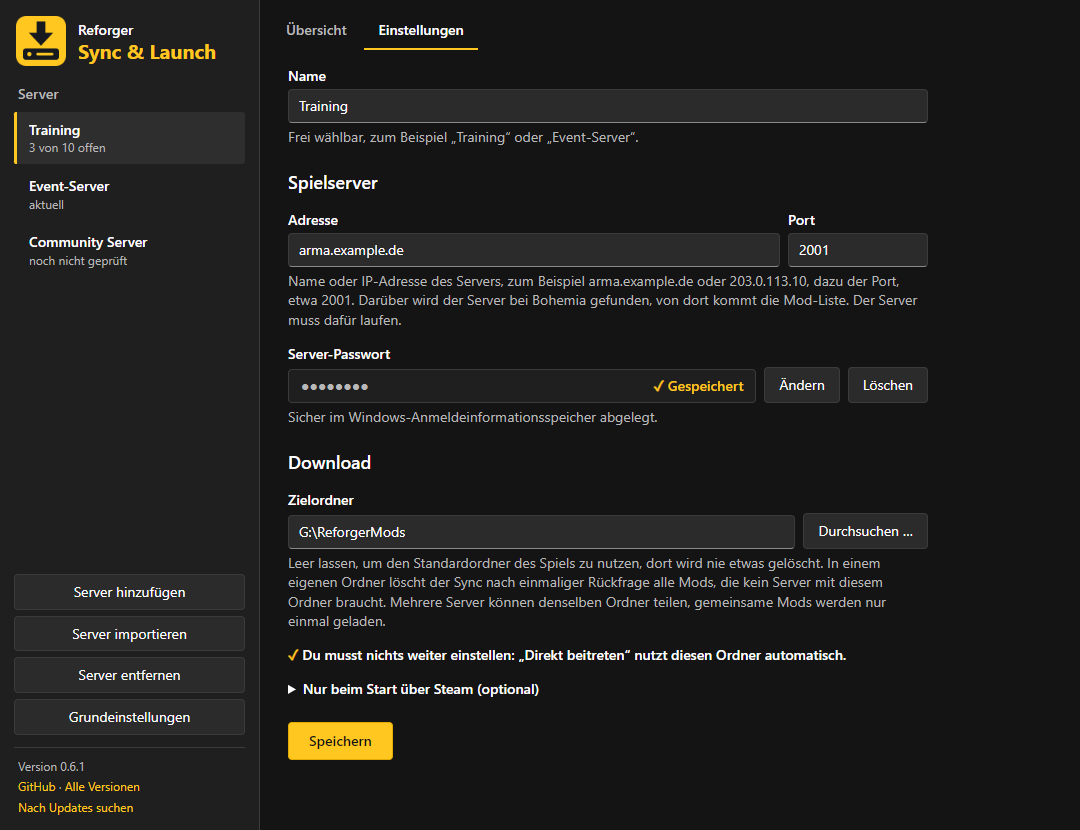 Reforger
Sync & Launch
Server
Training
3 von 10 offen
Event-Server
aktuell
Community Server
noch nicht geprüft
Server hinzufügen
Server importieren
Server entfernen
Grundeinstellungen
Version 0.6.1
GitHub · Alle Versionen
Nach Updates suchen
Übersicht
Einstellungen
Name
Training
Frei wählbar, zum Beispiel „Training“ oder „Event-Server“.
Spielserver
Adresse
Port
arma.example.de
2001
Name oder IP-Adresse des Servers, zum Beispiel arma.example.de oder 203.0.113.10, dazu der Port,
etwa 2001. Darüber wird der Server bei Bohemia gefunden, von dort kommt die Mod-Liste. Der Server
muss dafür laufen.
Server-Passwort
●●●●●●●●
✓ Gespeichert
Ändern
Löschen
Sicher im Windows-Anmeldeinformationsspeicher abgelegt.
Download
Zielordner
G:\ReforgerMods
Durchsuchen ...
Leer lassen, um den Standardordner des Spiels zu nutzen, dort wird nie etwas gelöscht. In einem
eigenen Ordner löscht der Sync nach einmaliger Rückfrage alle Mods, die kein Server mit diesem
Ordner braucht. Mehrere Server können denselben Ordner teilen, gemeinsame Mods werden nur
einmal geladen.
✓ Du musst nichts weiter einstellen: „Direkt beitreten“ nutzt diesen Ordner automatisch.
▶ Nur beim Start über Steam (optional)
Speichern